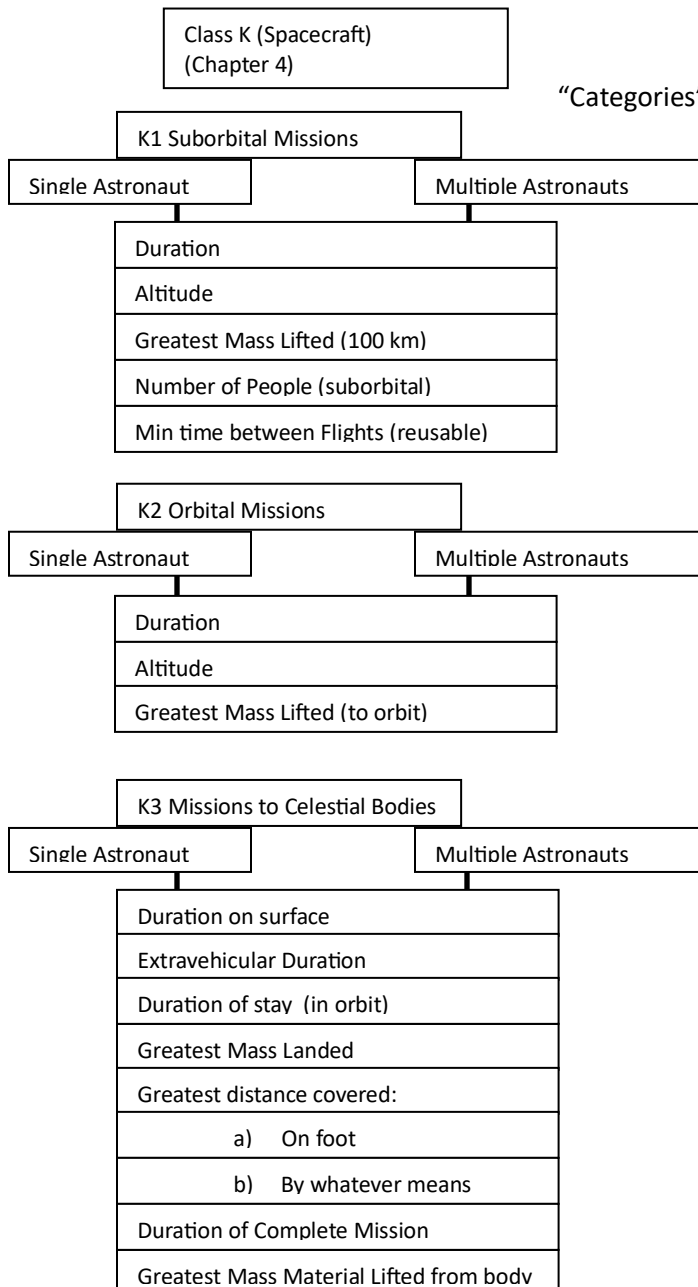 Class K (Spacecraft)
(Chapter 4)
“Categories”
K1 Suborbital Missions
Single Astronaut
Multiple Astronauts
Duration
Altitude
Greatest Mass Lifted (100 km)
Number of People (suborbital)
Min time between Flights (reusable)
K2 Orbital Missions
Single Astronaut
Multiple Astronauts
Duration
Altitude
Greatest Mass Lifted (to orbit)
K3 Missions to Celestial Bodies
Single Astronaut
Multiple Astronauts
Duration on surface
Extravehicular Duration
Duration of stay (in orbit)
Greatest Mass Landed
Greatest distance covered:
a) On foot
b) By whatever means
Duration of Complete Mission
Greatest Mass Material Lifted from body